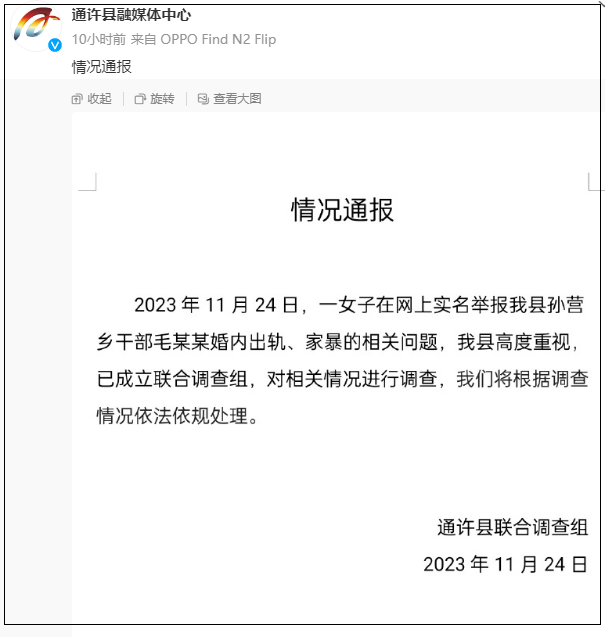 通许县融媒体中心
10小时前 来自 OPPO Find N2 Flip
情况通报
收起 旋转 查看大图
情况通报
2023 年 11 月 24 日，一女子在网上实名举报我县孙营
乡干部毛某某婚内出轨、家暴的相关问题，我县高度重视，
已成立联合调查组，对相关情况进行调查，我们将根据调查
情况依法依规处理。
通许县联合调查组
2023 年 11 月 24 日